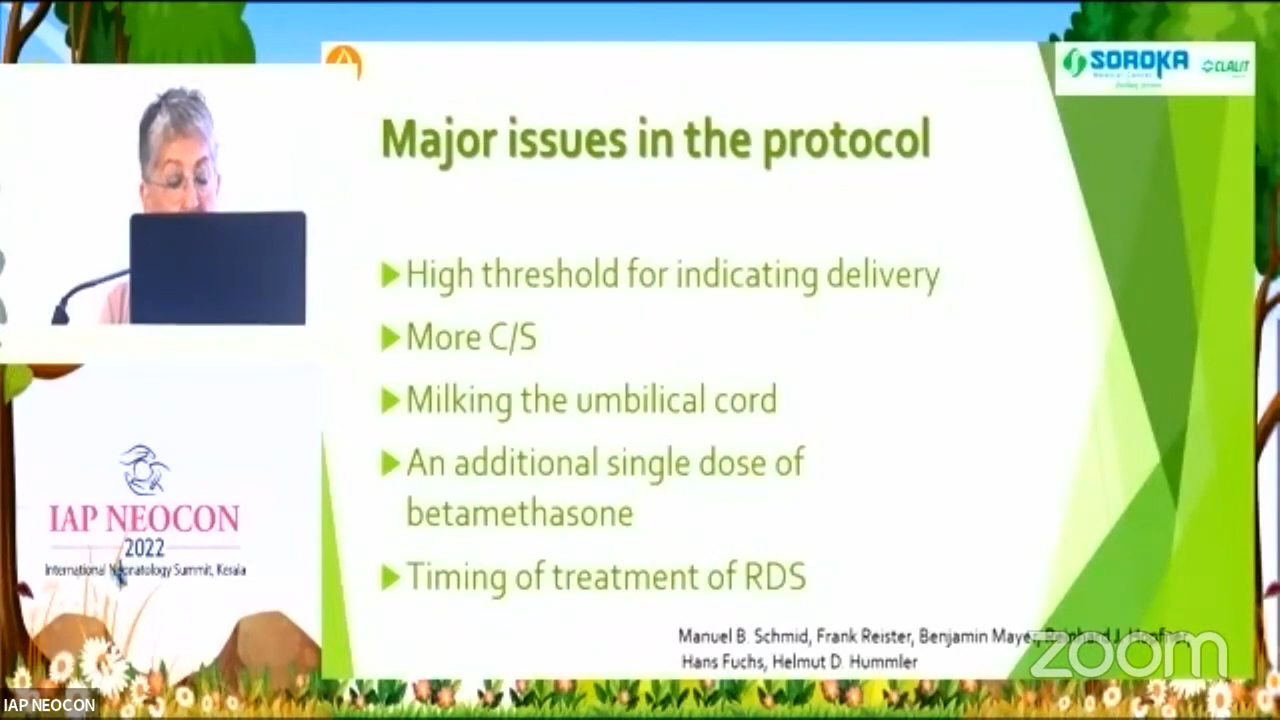 SOROKA
CLALIT
Major issues in the protocol
High threshold for indicating delivery
More C/S
Milking the umbilical cord
An additional single dose of
betamethasone
Timing of treatment of RDS
Manuel B. Schmid, Frank Reister, Benjamin Mayer, Reinhard J. Hopfner,
Hans Fuchs, Helmut D. Hummler
IAP NEOCON
2022
International Neonatology Summit, Kerala
zoom
IAP NEOCON